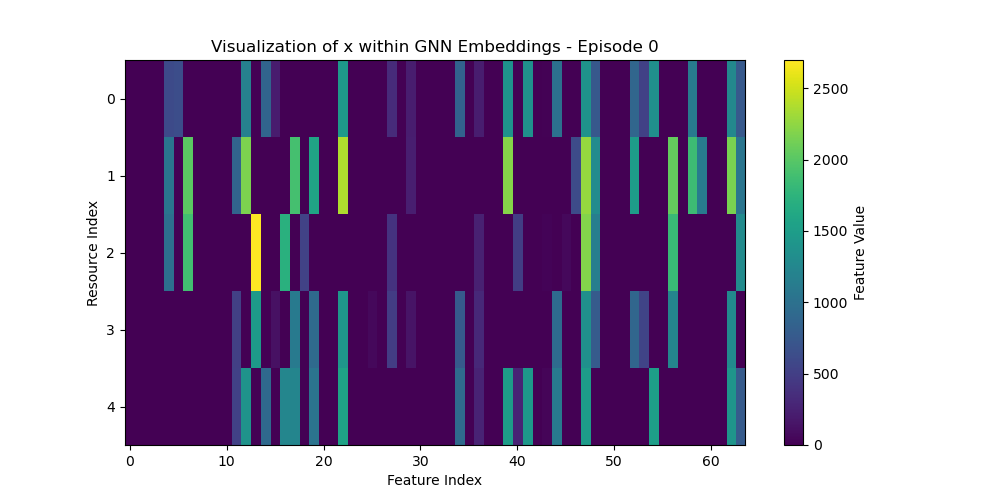 Visualization of x within GNN Embeddings - Episode 0
Resource Index
0
1
2
3
4
0 10 20 30 40 50 60
Feature Index
2500
2000
1500
1000
500
0
Feature Value